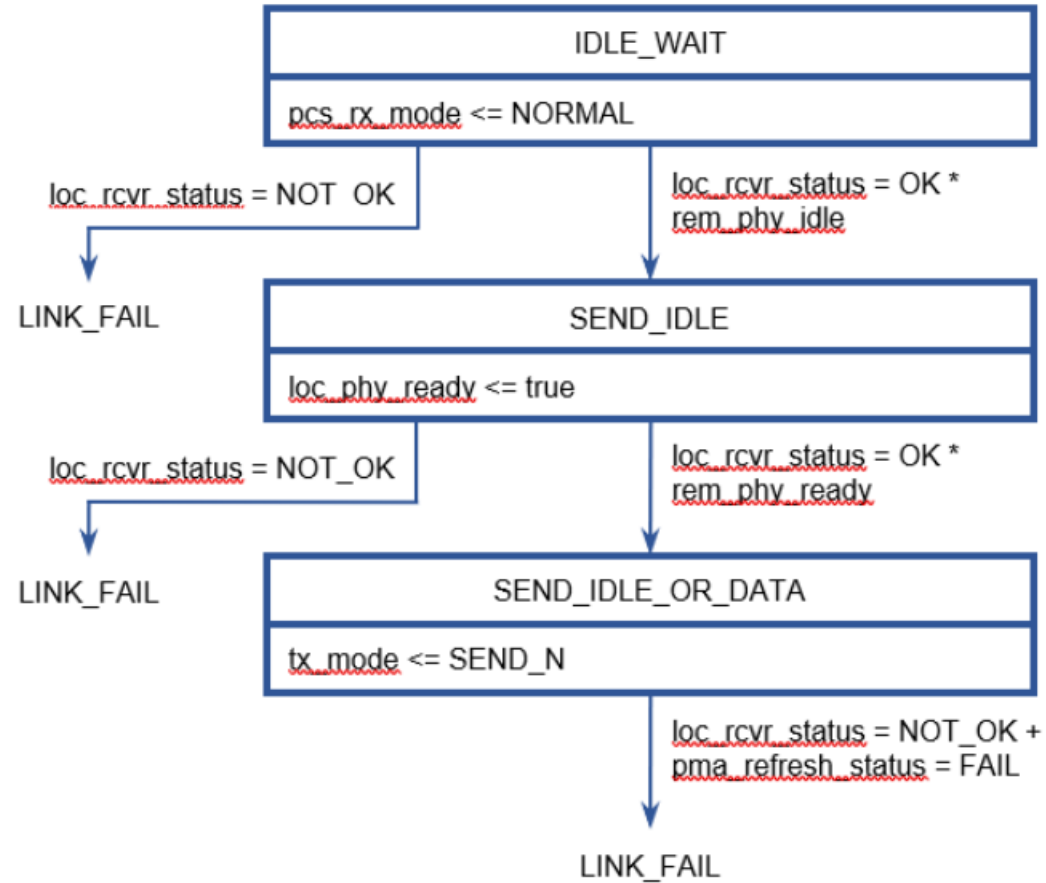 IDLE_WAIT
pcs_rx_mode <= NORMAL
loc_rcvr_status = NOT OK
loc_rcvr_status = OK *
rem_phy_idle
LINK_FAIL
SEND_IDLE
loc_phy_ready <= true
loc_rcvr_status = NOT_OK
loc_rcvr_status = OK *
rem_phy_ready
LINK_FAIL
SEND_IDLE_OR_DATA
tx_mode <= SEND_N
loc_rcvr_status = NOT_OK +
pma_refresh_status = FAIL
LINK_FAIL